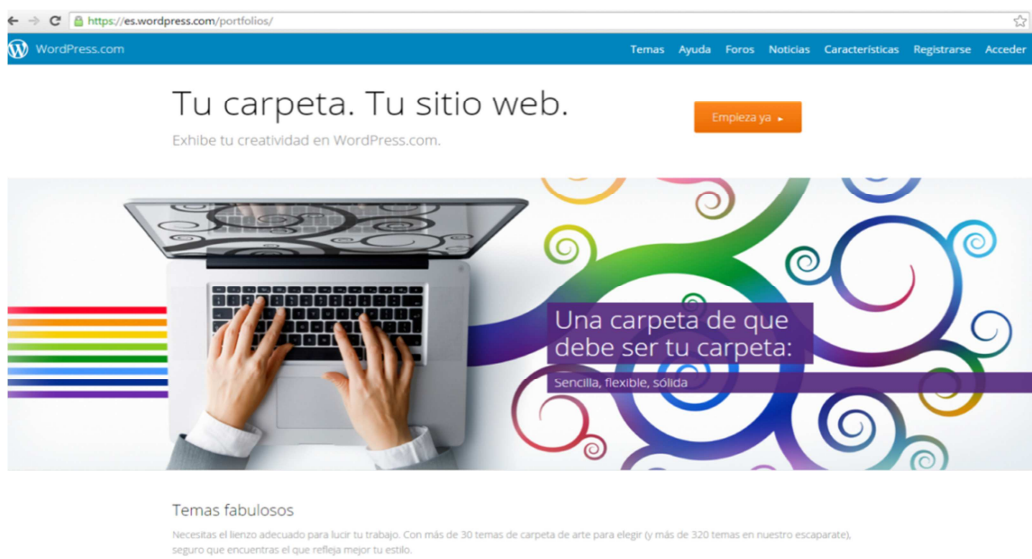 https://es.wordpress.com/portfolios/
WordPress.com
Temas Ayuda Foros Noticias Características Registrarse Acceder
Tu carpeta. Tu sitio web.
Empieza ya
Exhibe tu creatividad en WordPress.com.
Una carpeta de que
debe ser tu carpeta:
Sencilla, flexible, sólida
Temas fabulosos
Necesitas el lienzo adecuado para lucir tu trabajo. Con más de 30 temas de carpeta de arte para elegir (y más de 320 temas en nuestro escaparate),
seguro que encuentras el que refleja mejor tu estilo.